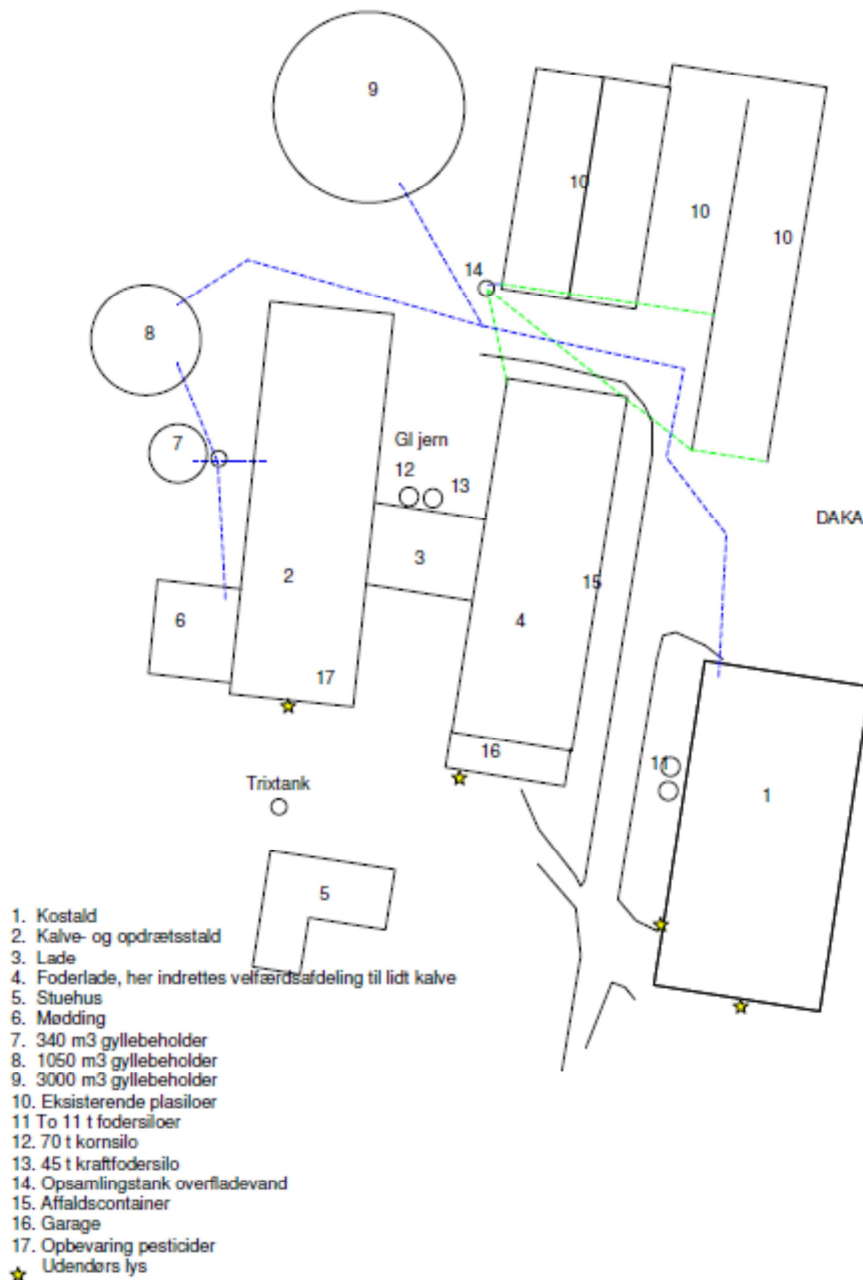 9
10
10
10
14
8
7
Gl jern
12
13
DAKA
3
2
15
6
4
17
16
11
Trixtank
1
5
1. Kostald
2. Kalve- og opdrætsstald
3. Lade
4. Foderlade, her indrettes velfærdsafdeling til lidt kalve
5. Stuehus
6. Mødding
7. 340 m3 gyllebeholder
8. 1050 m3 gyllebeholder
9. 3000 m3 gyllebeholder
10. Eksisterende plasiloer
11 To 11 t fodersiloer
12. 70 t kornsilo
13. 45 t kraftfodersilo
14. Opsamlingstank overfladevand
15. Affaldscontainer
16. Garage
17. Opbevaring pesticider
Udendørs lys